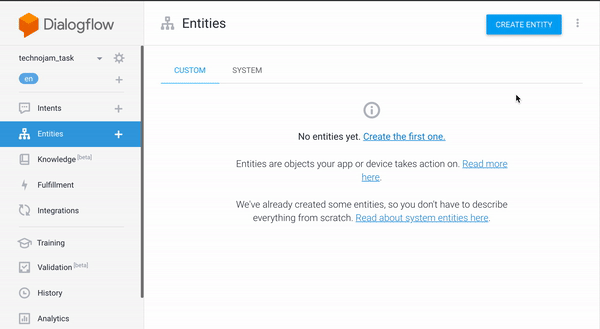 Dialogflow
technojam_task
en
Intents
Entities
Knowledge [beta]
Fulfillment
Integrations
Training
Validation [beta]
History
Analytics
Entities
CREATE ENTITY
CUSTOM SYSTEM
No entities yet. Create the first one.
Entities are objects your app or device takes action on. Read more
here.
We've already created some entities, so you don't have to describe
everything from scratch. Read about system entities here.